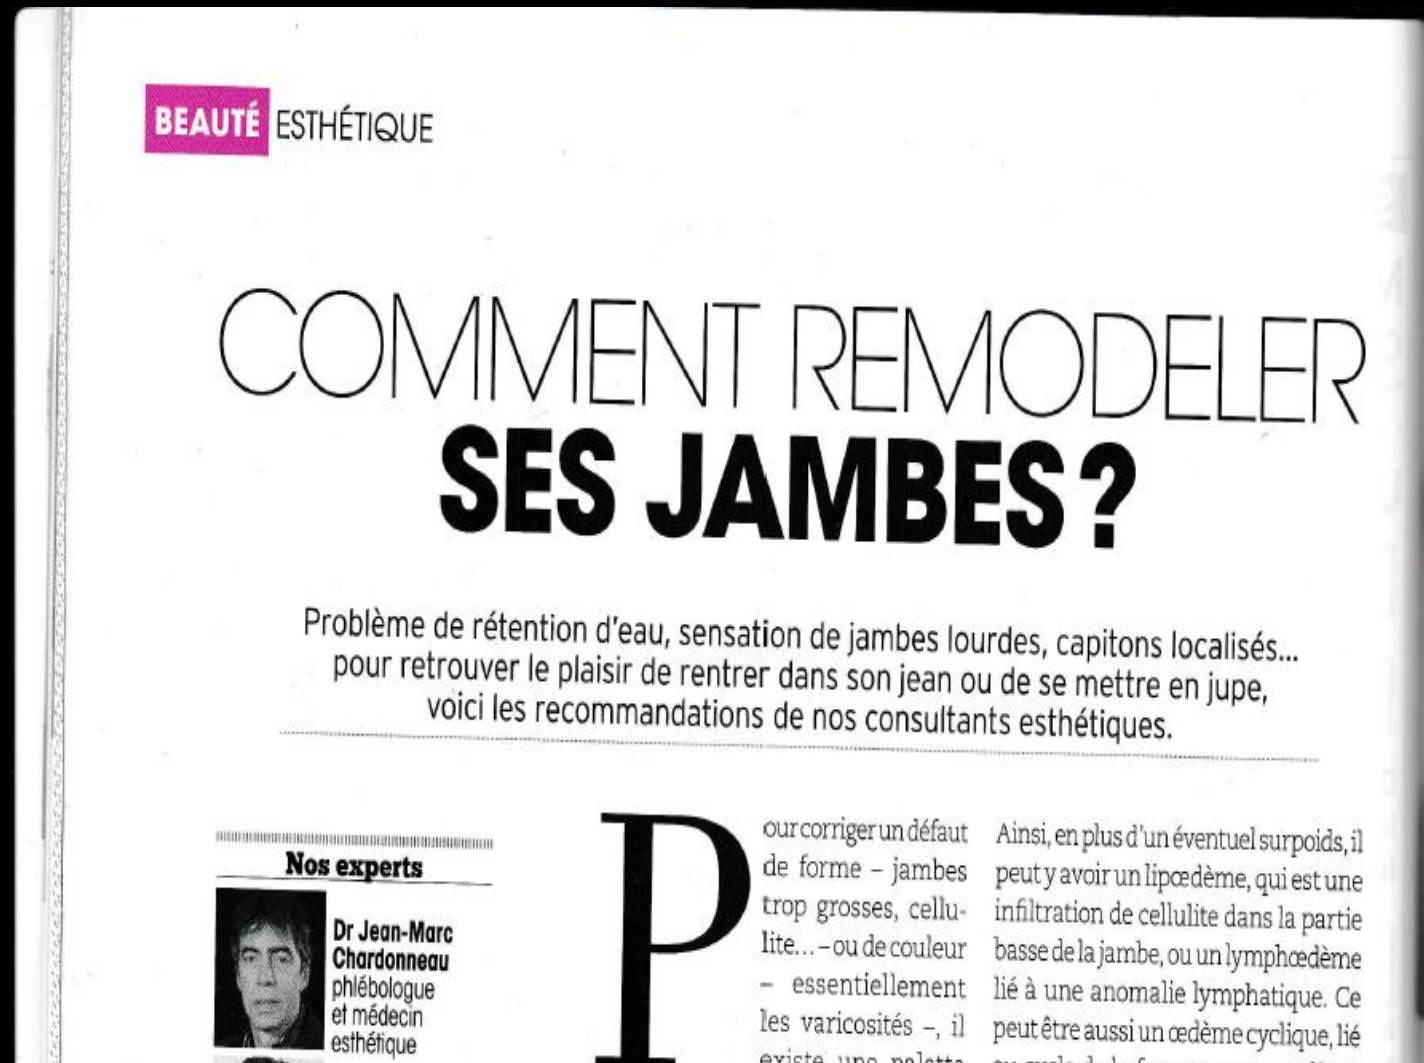 BEAUTÉ ESTHÉTIQUE
COMMENT REMODELER
SES JAMBES ?
Problème de rétention d'eau, sensation de jambes lourdes, capitons localisés...
pour retrouver le plaisir de rentrer dans son jean ou de se mettre en jupe,
voici les recommandations de nos consultants esthétiques.
Nos experts
Dr Jean-Marc
Chardonneau
phlébologue
et médecin
esthétique
Pour corriger un défaut
de forme – jambes
trop grosses, cellu-
lite... – ou de couleur
– essentiellement
les varicosités –, il
existe une palette
Ainsi, en plus d'un éventuel surpoids, il
peut y avoir un lipœdème, qui est une
infiltration de cellulite dans la partie
basse de la jambe, ou un lymphœdème
lié à une anomalie lymphatique. Ce
peut être aussi un œdème cyclique, lié